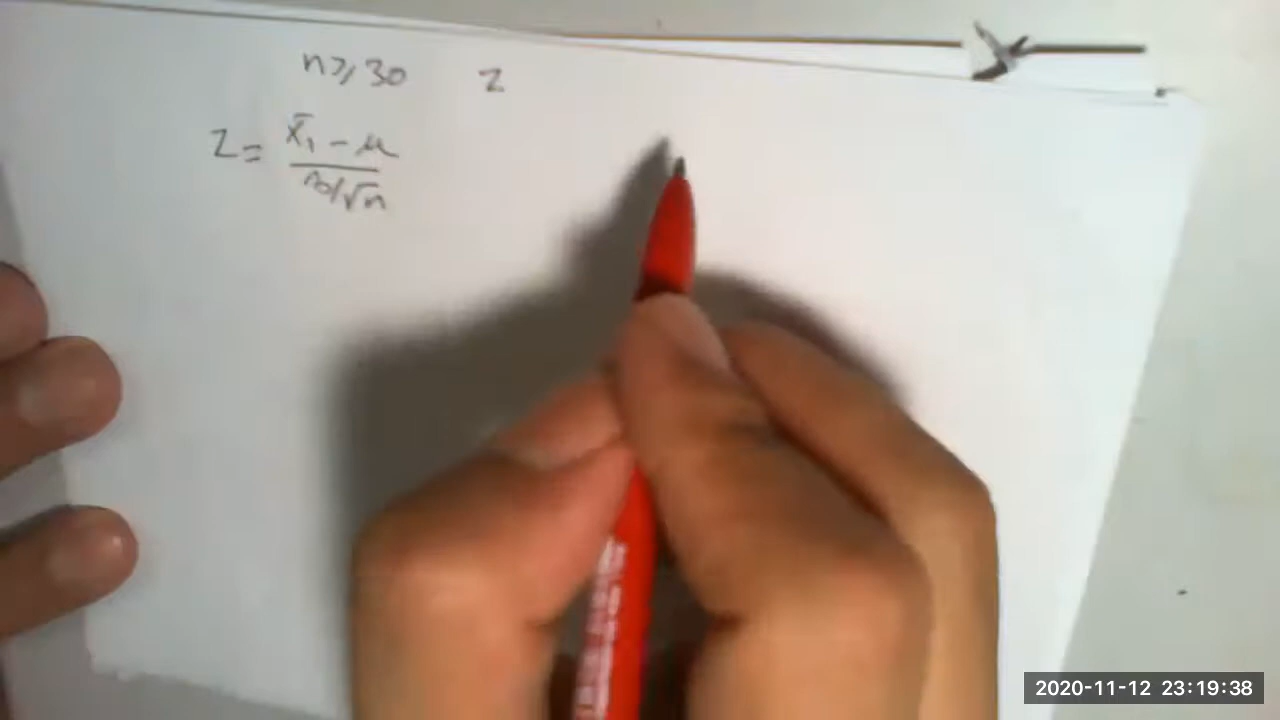 n≥30 Z
Z = x̄₁ - μ / σ/√n
2020-11-12 23:19:38